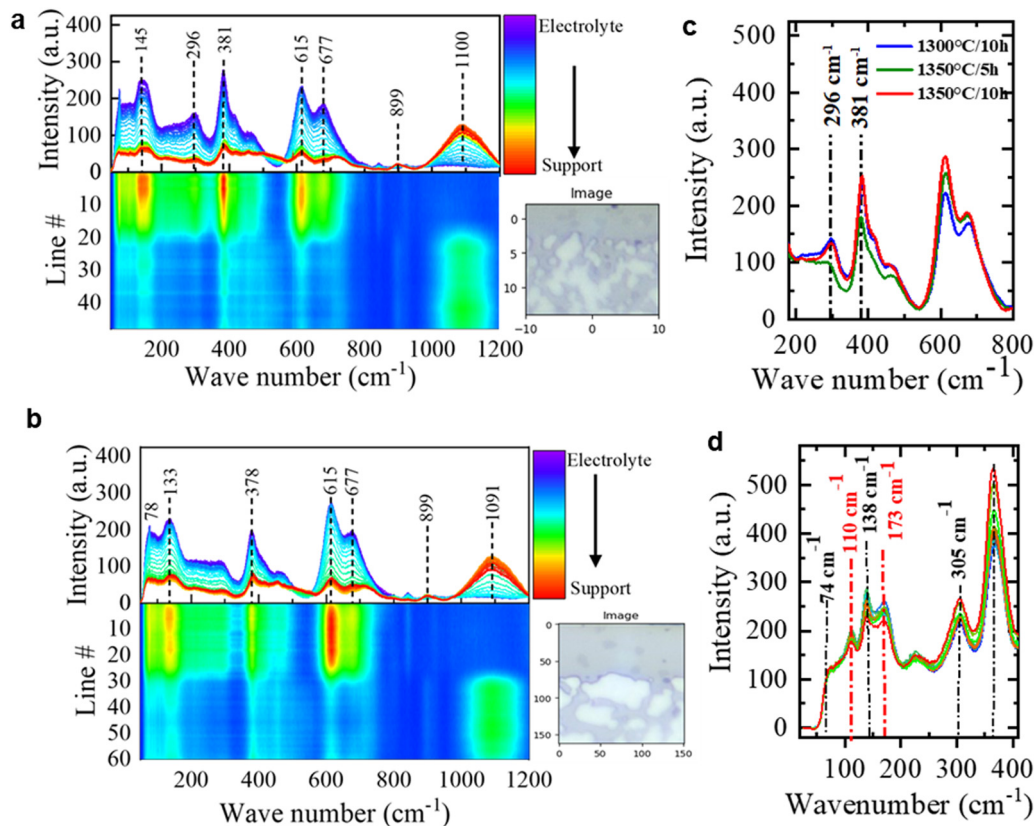 a
Intensity (a.u.)
400
300
200
100
0
145
296
381
615
677
899
1100
Electrolyte
Support
Line #
10
20
30
40
200
400
600
800
1000
1200
Wave number (cm-1)
Image
0
5
10
−10
0
10
b
Intensity (a.u.)
400
300
200
100
0
78
133
378
615
677
899
1091
Electrolyte
Support
Line #
10
20
30
40
50
60
200
400
600
800
1000
1200
Wave number (cm-1)
Image
0
50
100
150
0
50
100
150
c
Intensity (a.u.)
500
400
300
200
100
0
296 cm-1
381 cm-1
1300°C/10h
1350°C/5h
1350°C/10h
200
400
600
800
Wave number (cm-1)
d
Intensity (a.u.)
500
400
300
200
100
0
74 cm-1
110 cm-1
138 cm-1
173 cm-1
305 cm-1
100
200
300
400
Wavenumber (cm-1)